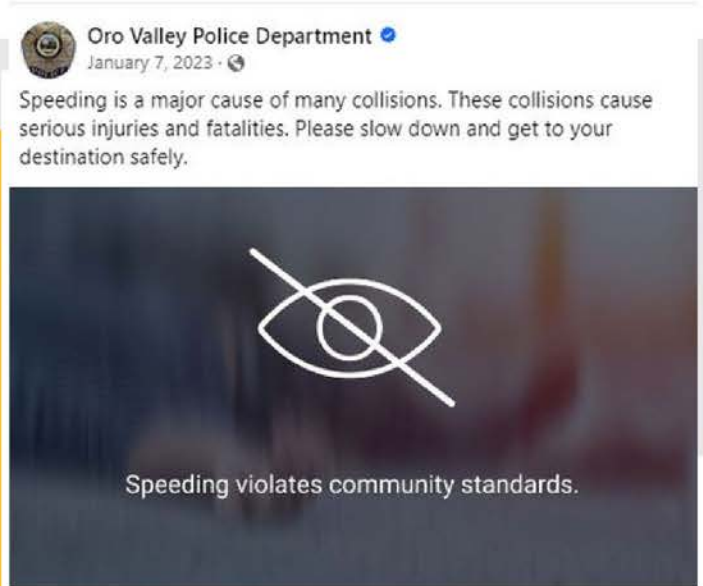 Oro Valley Police Department
January 7, 2023 ·
Speeding is a major cause of many collisions. These collisions cause
serious injuries and fatalities. Please slow down and get to your
destination safely.
Speeding violates community standards.